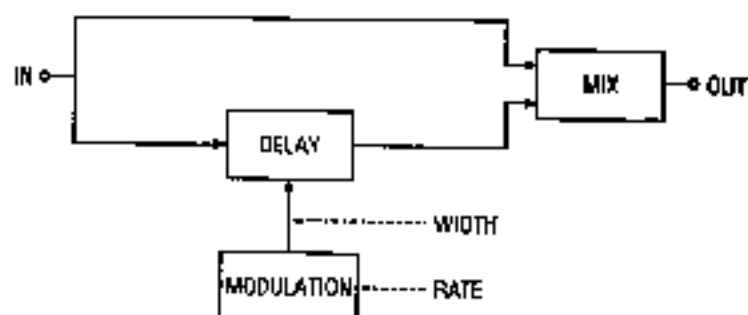 IN
MIX
OUT
DELAY
WIDTH
MODULATION
RATE